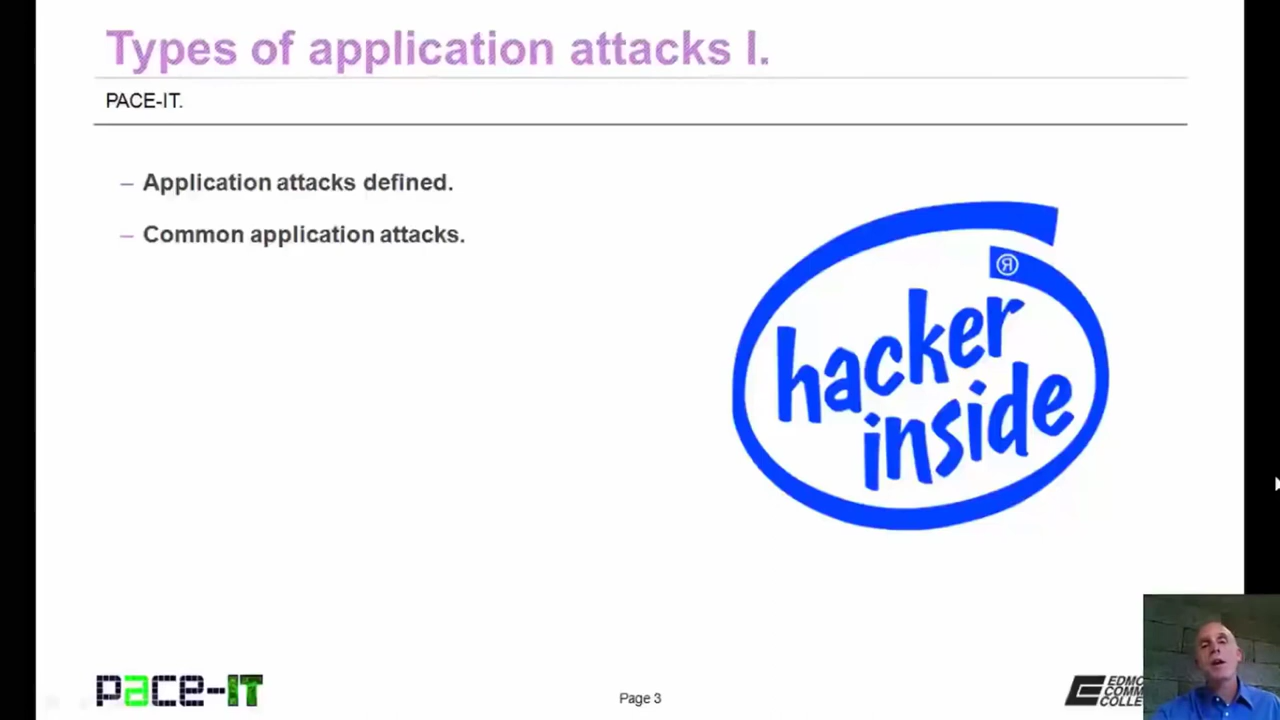 Types of application attacks I.
PACE-IT.
– Application attacks defined.
– Common application attacks.
®
hacker
inside
pace-IT
Page 3